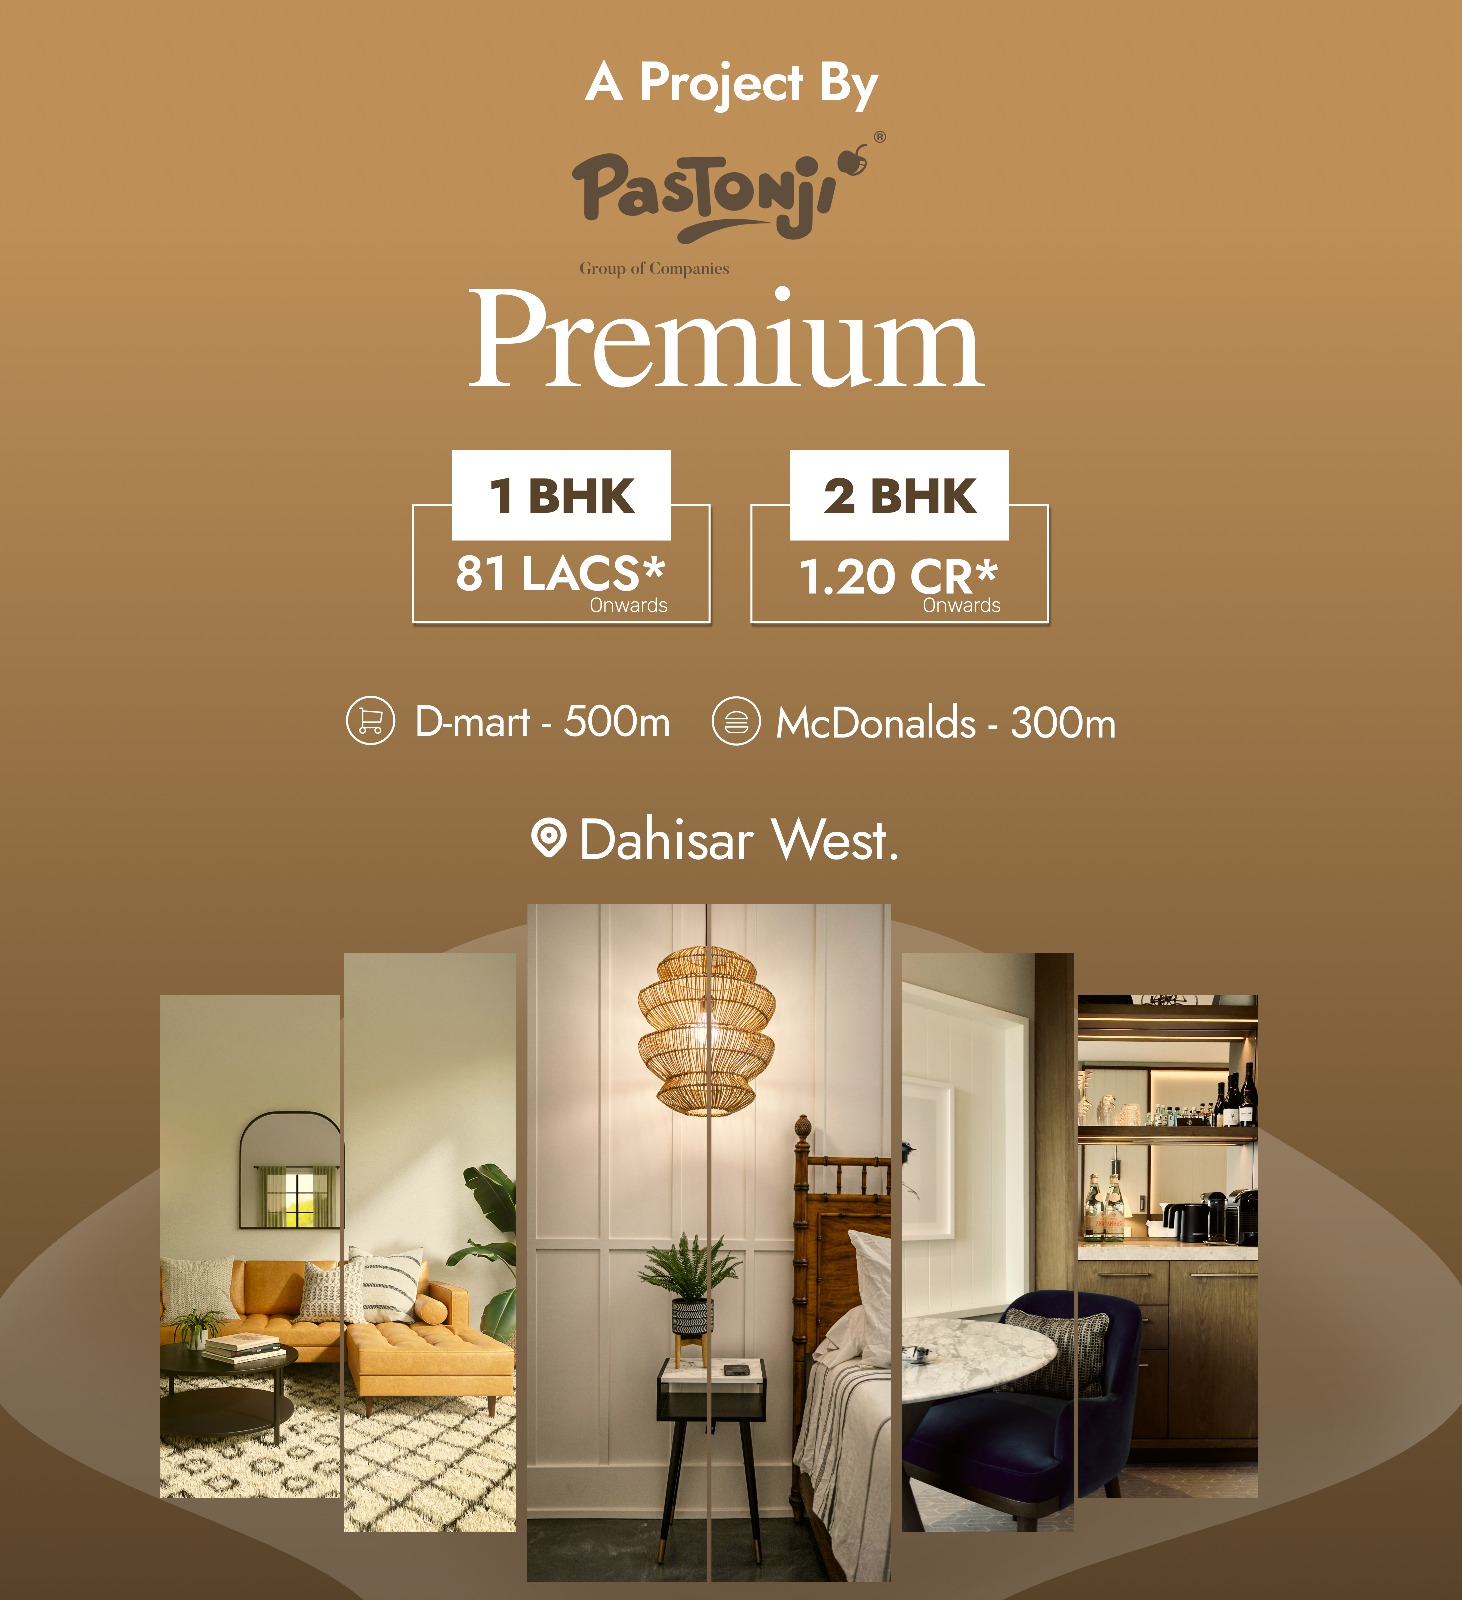 A Project By
Pastonji®
Group of Companies
Premium
1 BHK
81 LACS*
Onwards
2 BHK
1.20 CR*
Onwards
D-mart - 500m
McDonalds - 300m
Dahisar West.